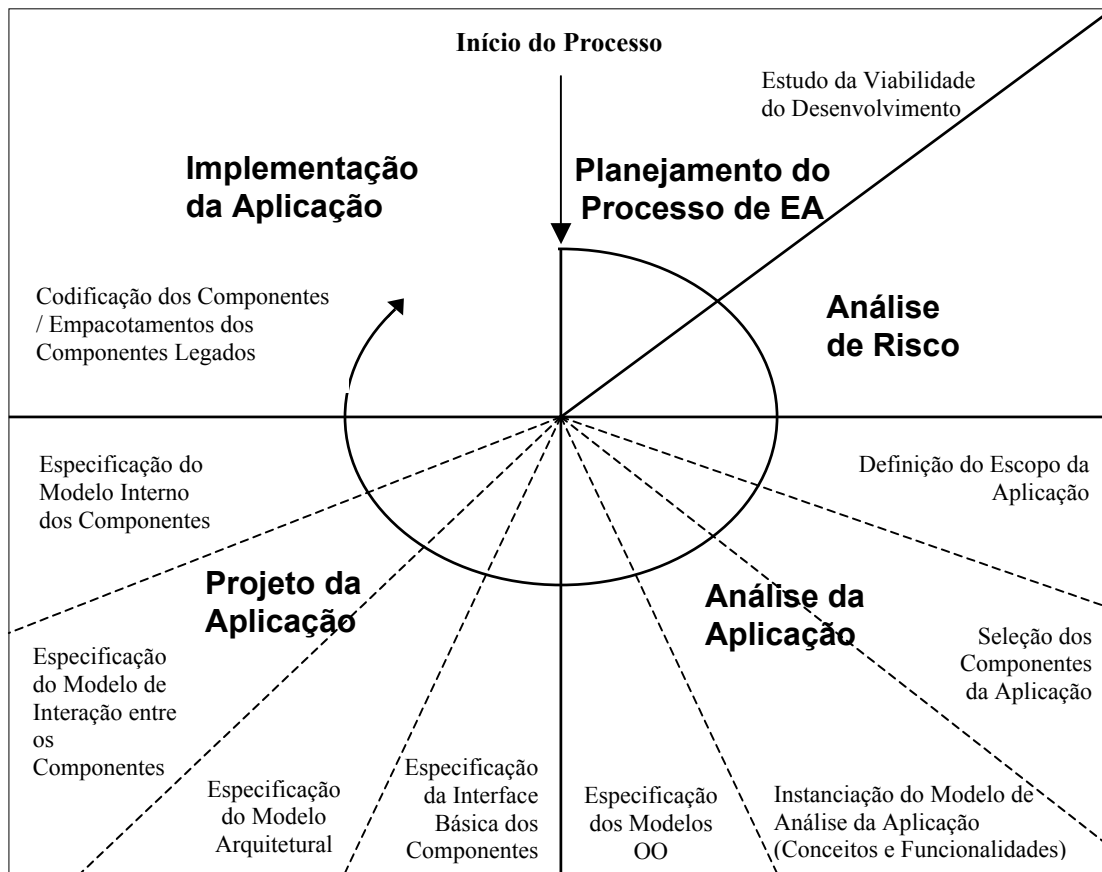 Início do Processo
Estudo da Viabilidade
do Desenvolvimento
Planejamento do
Processo de EA
Análise
de Risco
Definição do Escopo da
Aplicação
Seleção dos
Componentes
da Aplicação
Análise da
Aplicação
Instanciação do Modelo de
Análise da Aplicação
(Conceitos e Funcionalidades)
Especificação
dos Modelos
OO
Especificação
da Interface
Básica dos
Componentes
Especificação
do Modelo
Arquitetural
Projeto da
Aplicação
Especificação
do Modelo de
Interação entre
os
Componentes
Especificação do
Modelo Interno
dos Componentes
Implementação
da Aplicação
Codificação dos Componentes
/ Empacotamentos dos
Componentes Legados